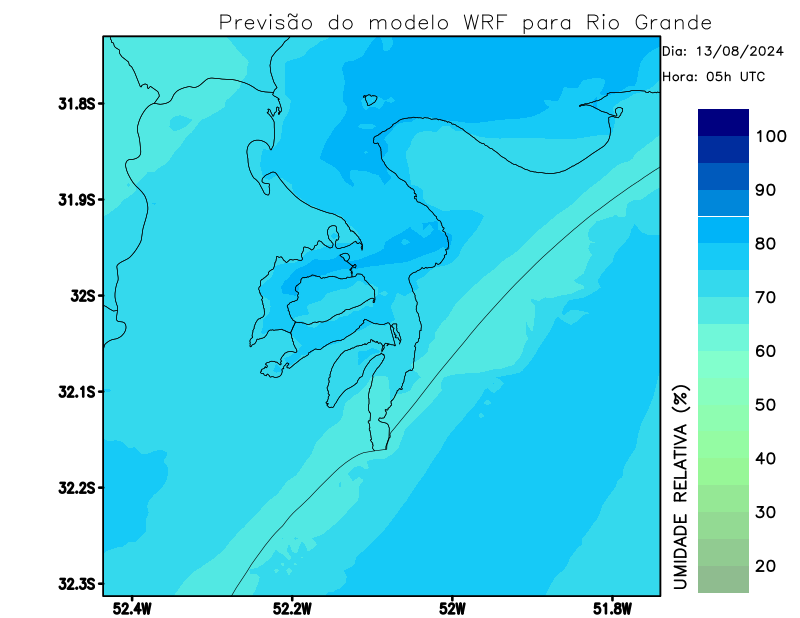 Previsão do modelo WRF para Rio Grande
Dia: 13/08/2024
Hora: 05h UTC
31.8S
31.9S
32S
32.1S
32.2S
32.3S
52.4W
52.2W
52W
51.8W
100
90
80
70
60
50
40
30
20
UMIDADE RELATIVA (%)